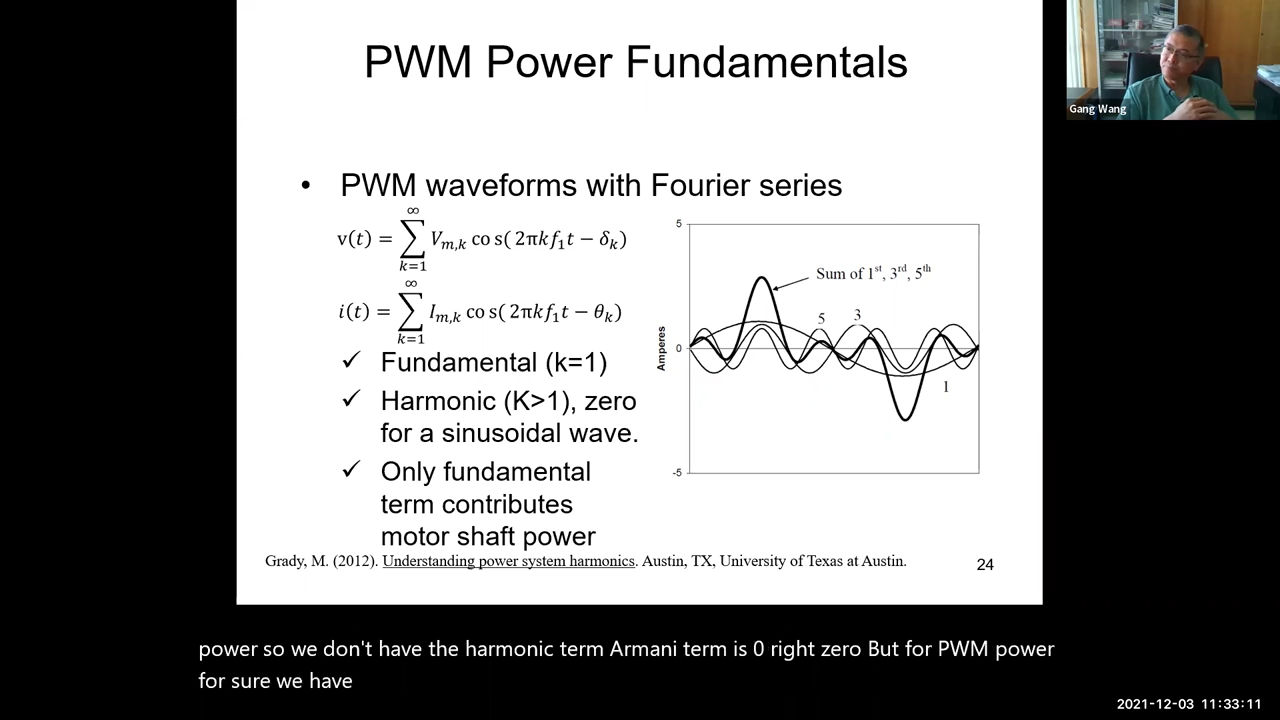 PWM Power Fundamentals
Gang Wang
• PWM waveforms with Fourier series
v(t) = ∑_{k=1}^{∞} V_{m,k} cos( 2πkf₁t − δ_k)
i(t) = ∑_{k=1}^{∞} I_{m,k} cos( 2πkf₁t − θ_k)
✓ Fundamental (k=1)
✓ Harmonic (K>1), zero
for a sinusoidal wave.
✓ Only fundamental
term contributes
motor shaft power
5
Sum of 1st, 3rd, 5th
5
3
Amperes
0
1
-5
Grady, M. (2012). Understanding power system harmonics. Austin, TX, University of Texas at Austin.
24
power so we don't have the harmonic term Armani term is 0 right zero But for PWM power
for sure we have
2021-12-03 11:33:11